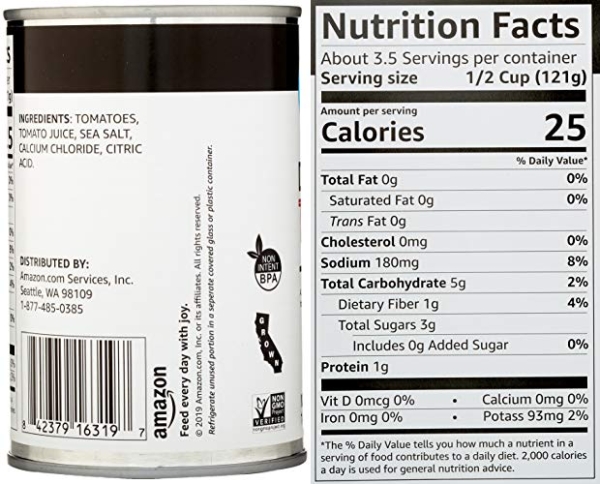 INGREDIENTS: TOMATOES,
TOMATO JUICE, SEA SALT,
CALCIUM CHLORIDE, CITRIC
ACID.
DISTRIBUTED BY:
Amazon.com Services, Inc.
Seattle, WA 98109
1-877-485-0385
8 42379 16319 7
amazon
Feed every day with joy.
© 2019 Amazon.com, Inc. or its affiliates. All rights reserved.
Refrigerate unused portion in a seperate covered glass or plastic container.
NON
INTENT
BPA
GROWN
NON
GMO
Project
VERIFIED
nongmoproject.org
Nutrition Facts
About 3.5 Servings per container
Serving size 1/2 Cup (121g)
Amount per serving
Calories 25
% Daily Value*
Total Fat 0g 0%
Saturated Fat 0g 0%
Trans Fat 0g
Cholesterol 0mg 0%
Sodium 180mg 8%
Total Carbohydrate 5g 2%
Dietary Fiber 1g 4%
Total Sugars 3g
Includes 0g Added Sugar 0%
Protein 1g
Vit D 0mcg 0% • Calcium 0mg 0%
Iron 0mg 0% • Potass 93mg 2%
*The % Daily Value tells you how much a nutrient in a
serving of food contributes to a daily diet. 2,000 calories
a day is used for general nutrition advice.